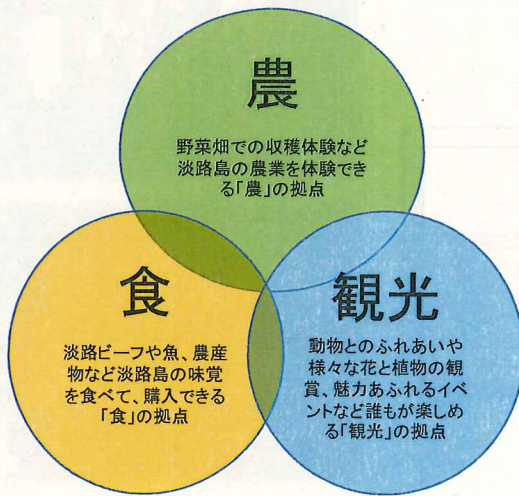 農
野菜畑での収穫体験など
淡路島の農業を体験でき
る「農」の拠点
食
淡路ビーフや魚、農産
物など淡路島の味覚
を食べて、購入できる
「食」の拠点
観光
動物とのふれあいや
様々な花と植物の観
賞、魅力あふれるイベ
ントなど誰もが楽しめ
る「観光」の拠点